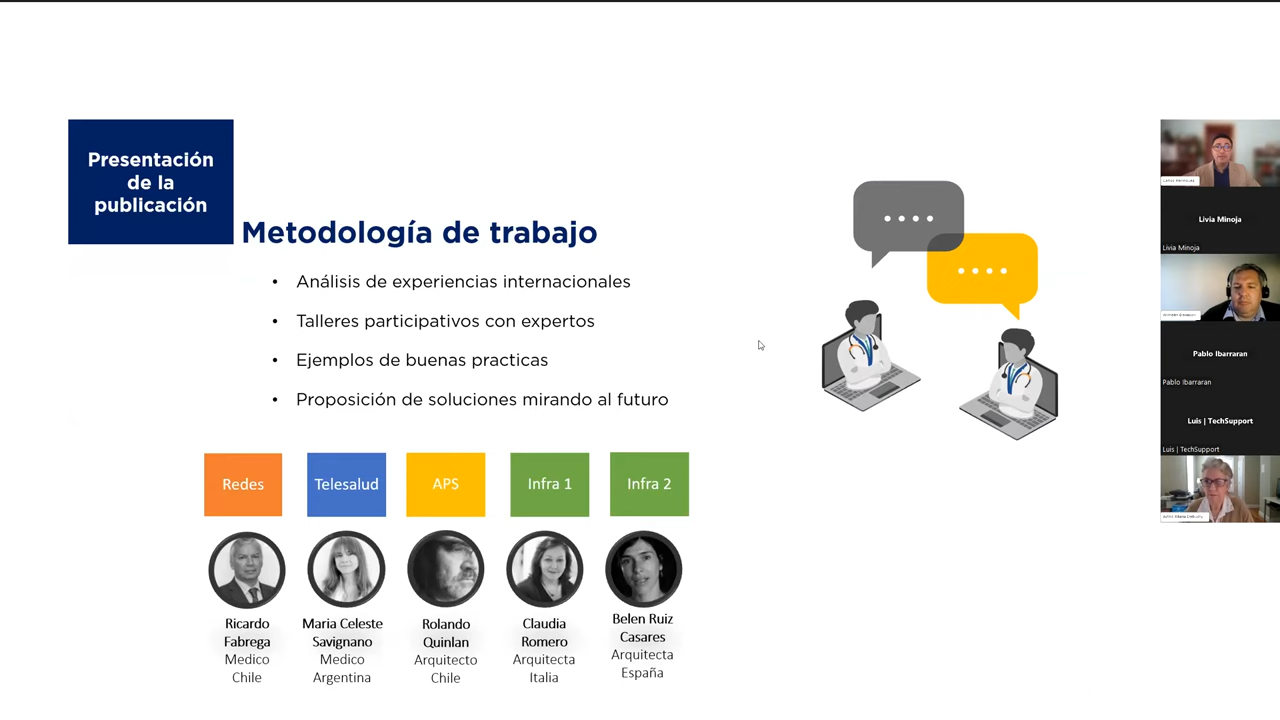 Presentación
de la
publicación
Metodología de trabajo
• Análisis de experiencias internacionales
• Talleres participativos con expertos
• Ejemplos de buenas practicas
• Proposición de soluciones mirando al futuro
Redes
Telesalud
APS
Infra 1
Infra 2
Ricardo
Fabrega
Medico
Chile
Maria Celeste
Savignano
Medico
Argentina
Rolando
Quinlan
Arquitecto
Chile
Claudia
Romero
Arquitecta
Italia
Belen Ruiz
Casares
Arquitecta
España
Livia Minoja
Livia Minoja
Pablo Ibarraran
Pablo Ibarraran
Luis | TechSupport
Luis | TechSupport